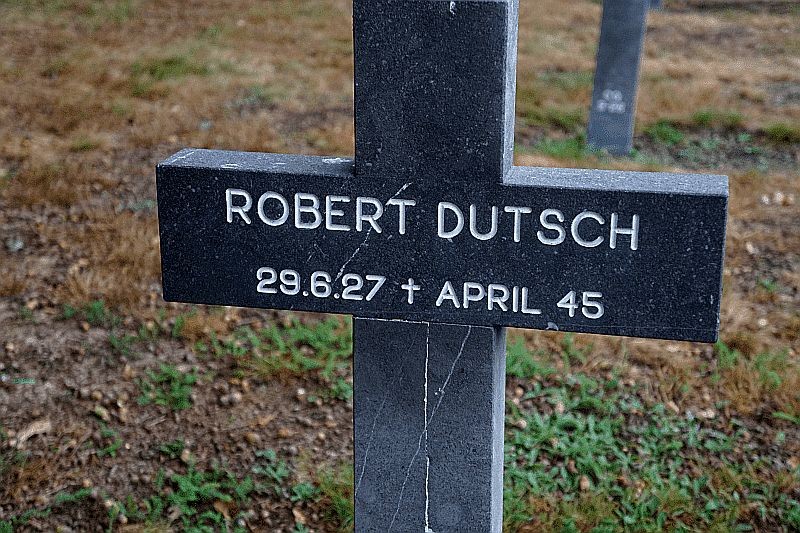 ROBERT DUTSCH
29.6.27 † APRIL 45